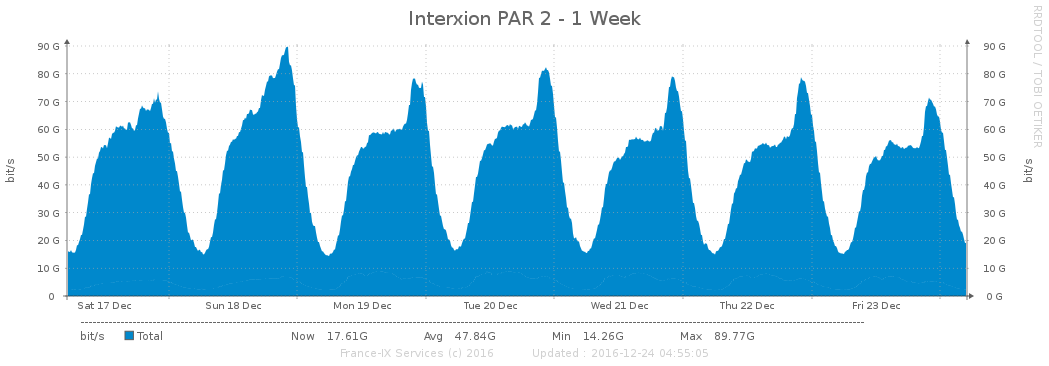 Interxion PAR 2 - 1 Week
RRDTOOL / TOBI OETIKER
90 G 90 G
80 G 80 G
70 G 70 G
60 G 60 G
50 G 50 G
40 G 40 G
30 G 30 G
20 G 20 G
10 G 10 G
0 0 G
bit/s bit/s
Sat 17 Dec Sun 18 Dec Mon 19 Dec Tue 20 Dec Wed 21 Dec Thu 22 Dec Fri 23 Dec
bit/s Total Now 17.61G Avg 47.84G Min 14.26G Max 89.77G
France-IX Services (c) 2016 Updated : 2016-12-24 04:55:05